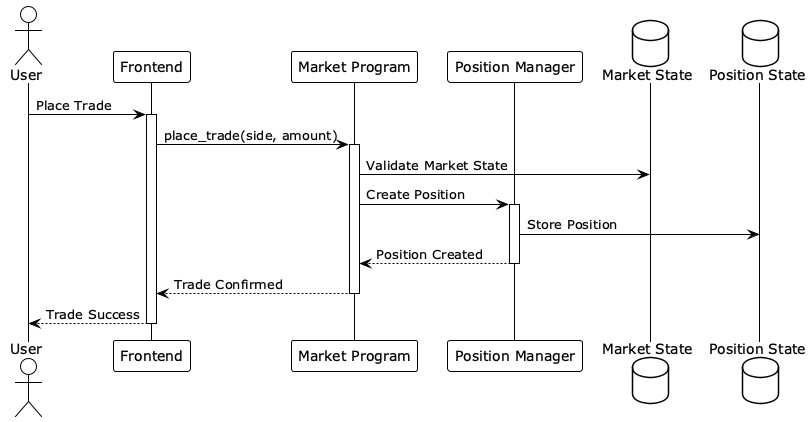 User
Frontend
Market Program
Position Manager
Market State
Position State
Place Trade
place_trade(side, amount)
Validate Market State
Create Position
Store Position
Position Created
Trade Confirmed
Trade Success
User
Frontend
Market Program
Position Manager
Market State
Position State